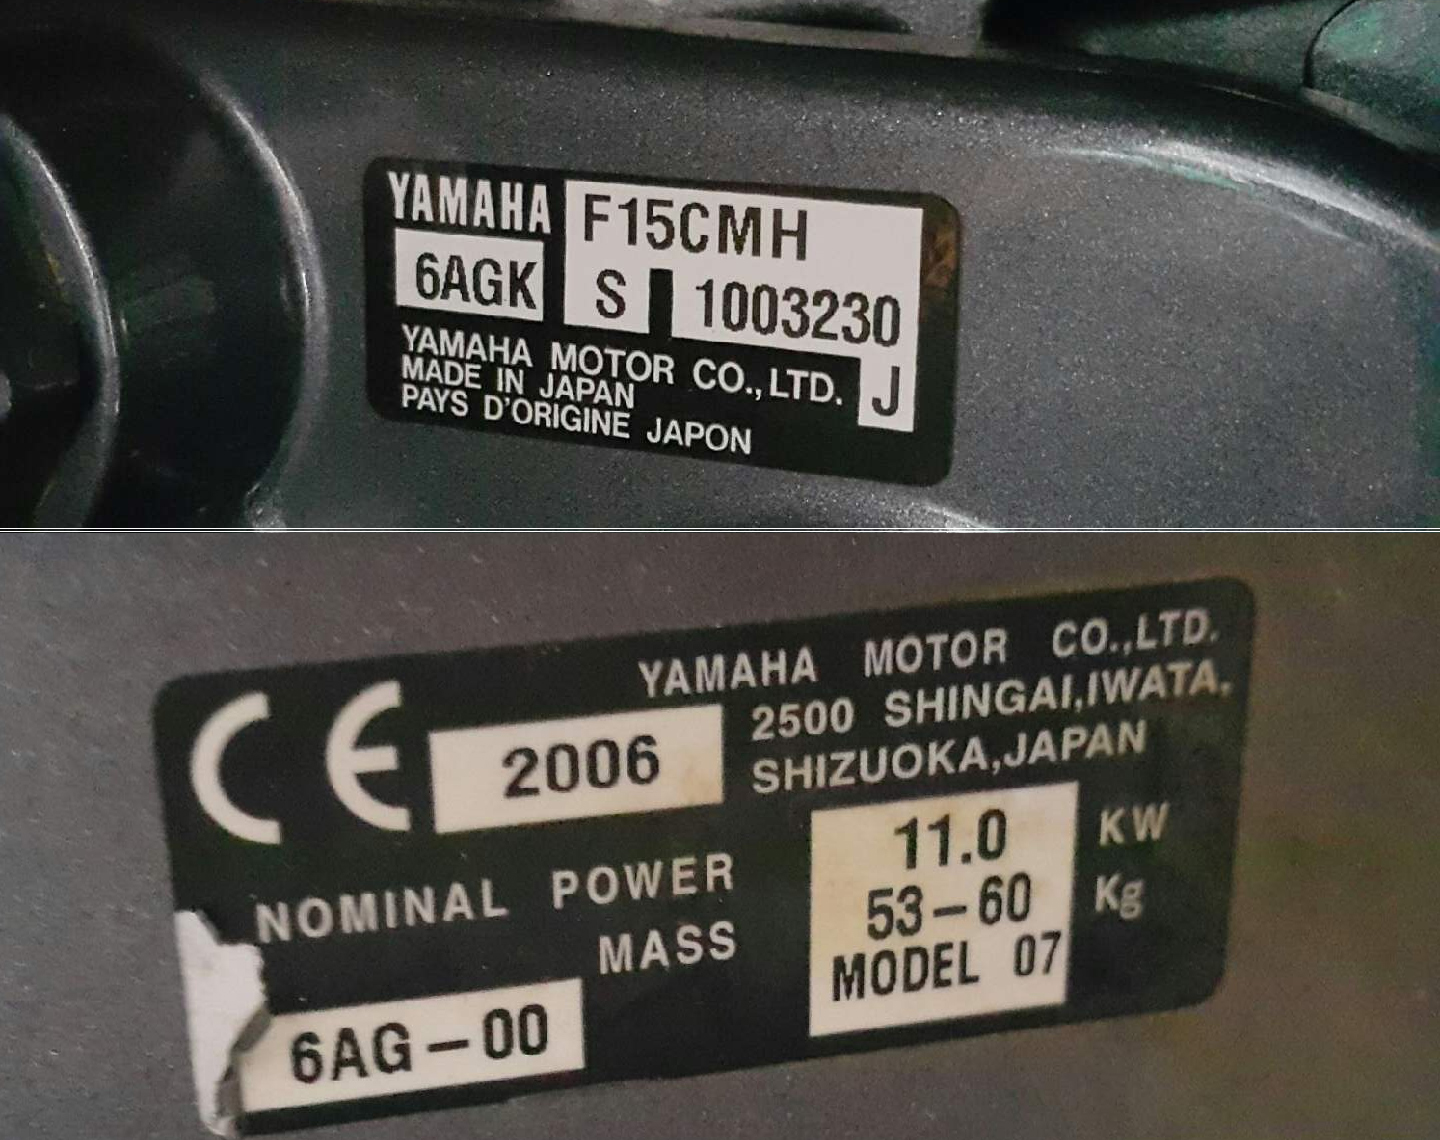 YAMAHA F15CMH
6AGK S 1003230
YAMAHA MOTOR CO., LTD. J
MADE IN JAPAN
PAYS D'ORIGINE JAPON
CE 2006 YAMAHA MOTOR CO.,LTD.
2500 SHINGAI,IWATA,
SHIZUOKA,JAPAN
NOMINAL POWER 11.0 KW
MASS 53-60 Kg
6AG-00 MODEL 07